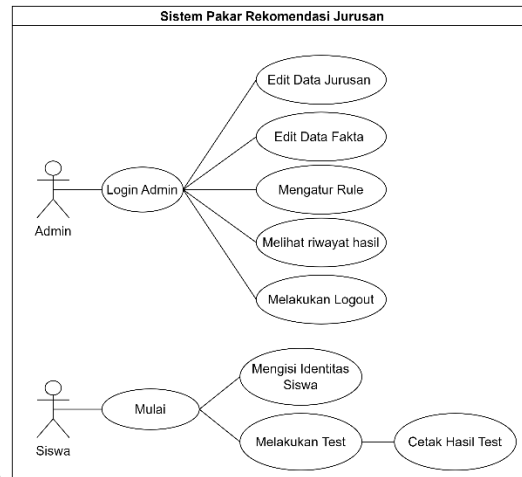 Sistem Pakar Rekomendasi Jurusan
Edit Data Jurusan
Edit Data Fakta
Login Admin
Mengatur Rule
Admin
Melihat riwayat hasil
Melakukan Logout
Mengisi Identitas
Siswa
Mulai
Siswa
Melakukan Test
Cetak Hasil Test